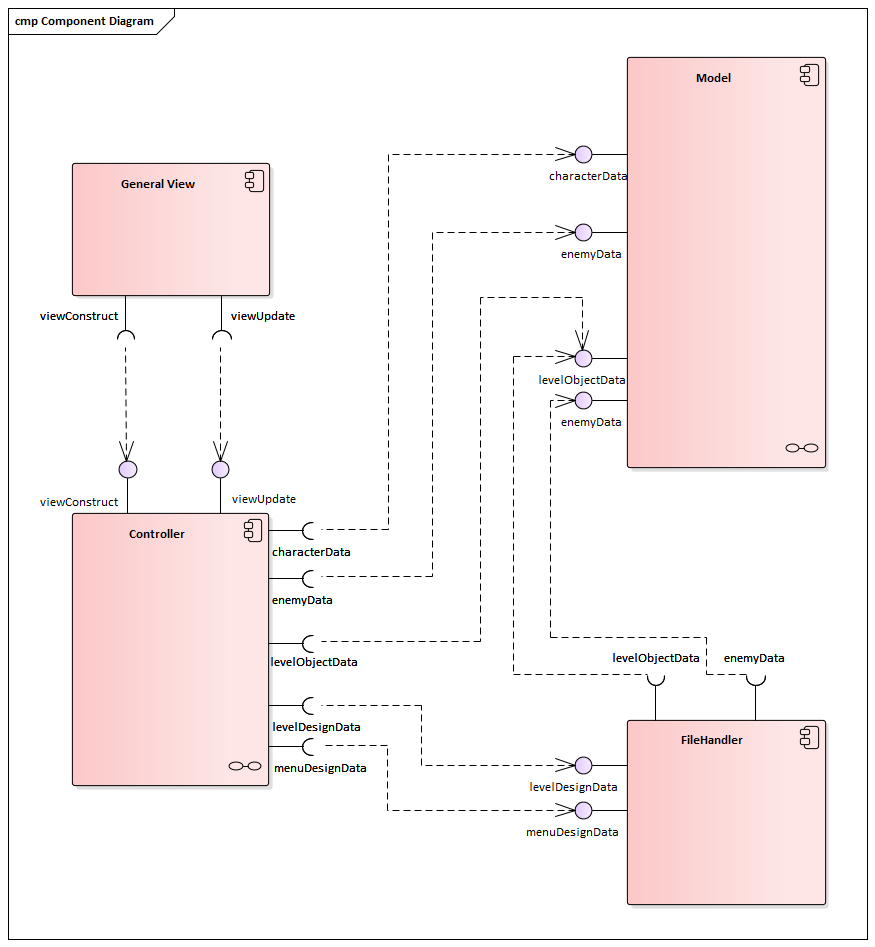 cmp Component Diagram
Model
characterData
General View
enemyData
viewConstruct
viewUpdate
levelObjectData
enemyData
viewConstruct
viewUpdate
Controller
characterData
enemyData
levelObjectData
levelObjectData
enemyData
levelDesignData
FileHandler
menuDesignData
levelDesignData
menuDesignData